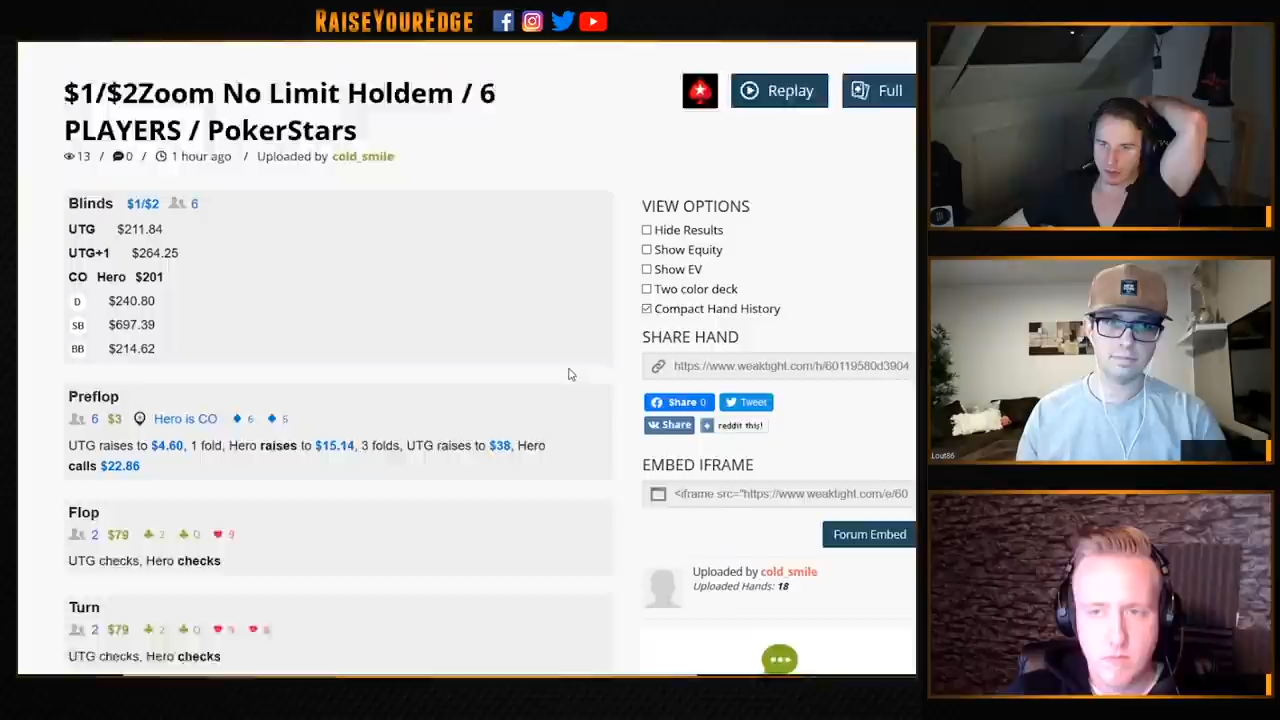 RAISEYOUREDGE
$1/$2Zoom No Limit Holdem / 6
PLAYERS / PokerStars
13 / 0 / 1 hour ago / Uploaded by cold_smile
Replay
Full
Blinds $1/$2 6
UTG $211.84
UTG+1 $264.25
CO Hero $201
D $240.80
SB $697.39
BB $214.62
Preflop
6 $3 Hero is CO 6 5
UTG raises to $4.60, 1 fold, Hero raises to $15.14, 3 folds, UTG raises to $38, Hero
calls $22.86
Flop
2 $79 2 9
UTG checks, Hero checks
Turn
2 $79 2
UTG checks, Hero checks
VIEW OPTIONS
Hide Results
Show Equity
Show EV
Two color deck
Compact Hand History
SHARE HAND
https://www.weaktight.com/h/60119580d3904
Share 0
Tweet
Share
reddit this!
EMBED IFRAME
<iframe src="https://www.weaktight.com/e/60
Forum Embed
Uploaded by cold_smile
Uploaded Hands: 18
Lout86